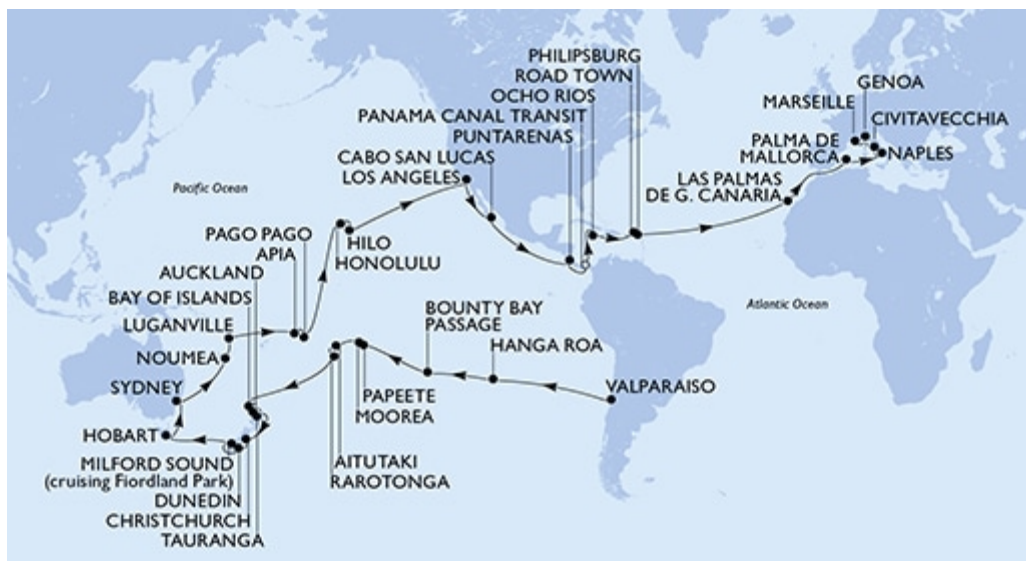 PHILIPSBURG
ROAD TOWN
OCHO RIOS
PANAMA CANAL TRANSIT
PUNTARENAS
CABO SAN LUCAS
LOS ANGELES
GENOA
MARSEILLE
CIVITAVECCHIA
PALMA DE
MALLORCA
NAPLES
LAS PALMAS
DE G. CANARIA
Pacific Ocean
PAGO PAGO
APIA
HILO
HONOLULU
AUCKLAND
BAY OF ISLANDS
LUGANVILLE
NOUMEA
SYDNEY
HOBART
MILFORD SOUND
(cruising Fiordland Park)
DUNEDIN
CHRISTCHURCH
TAURANGA
BOUNTY BAY
PASSAGE
HANGA ROA
VALPARAISO
PAPEETE
MOOREA
AITUTAKI
RAROTONGA
Atlantic Ocean